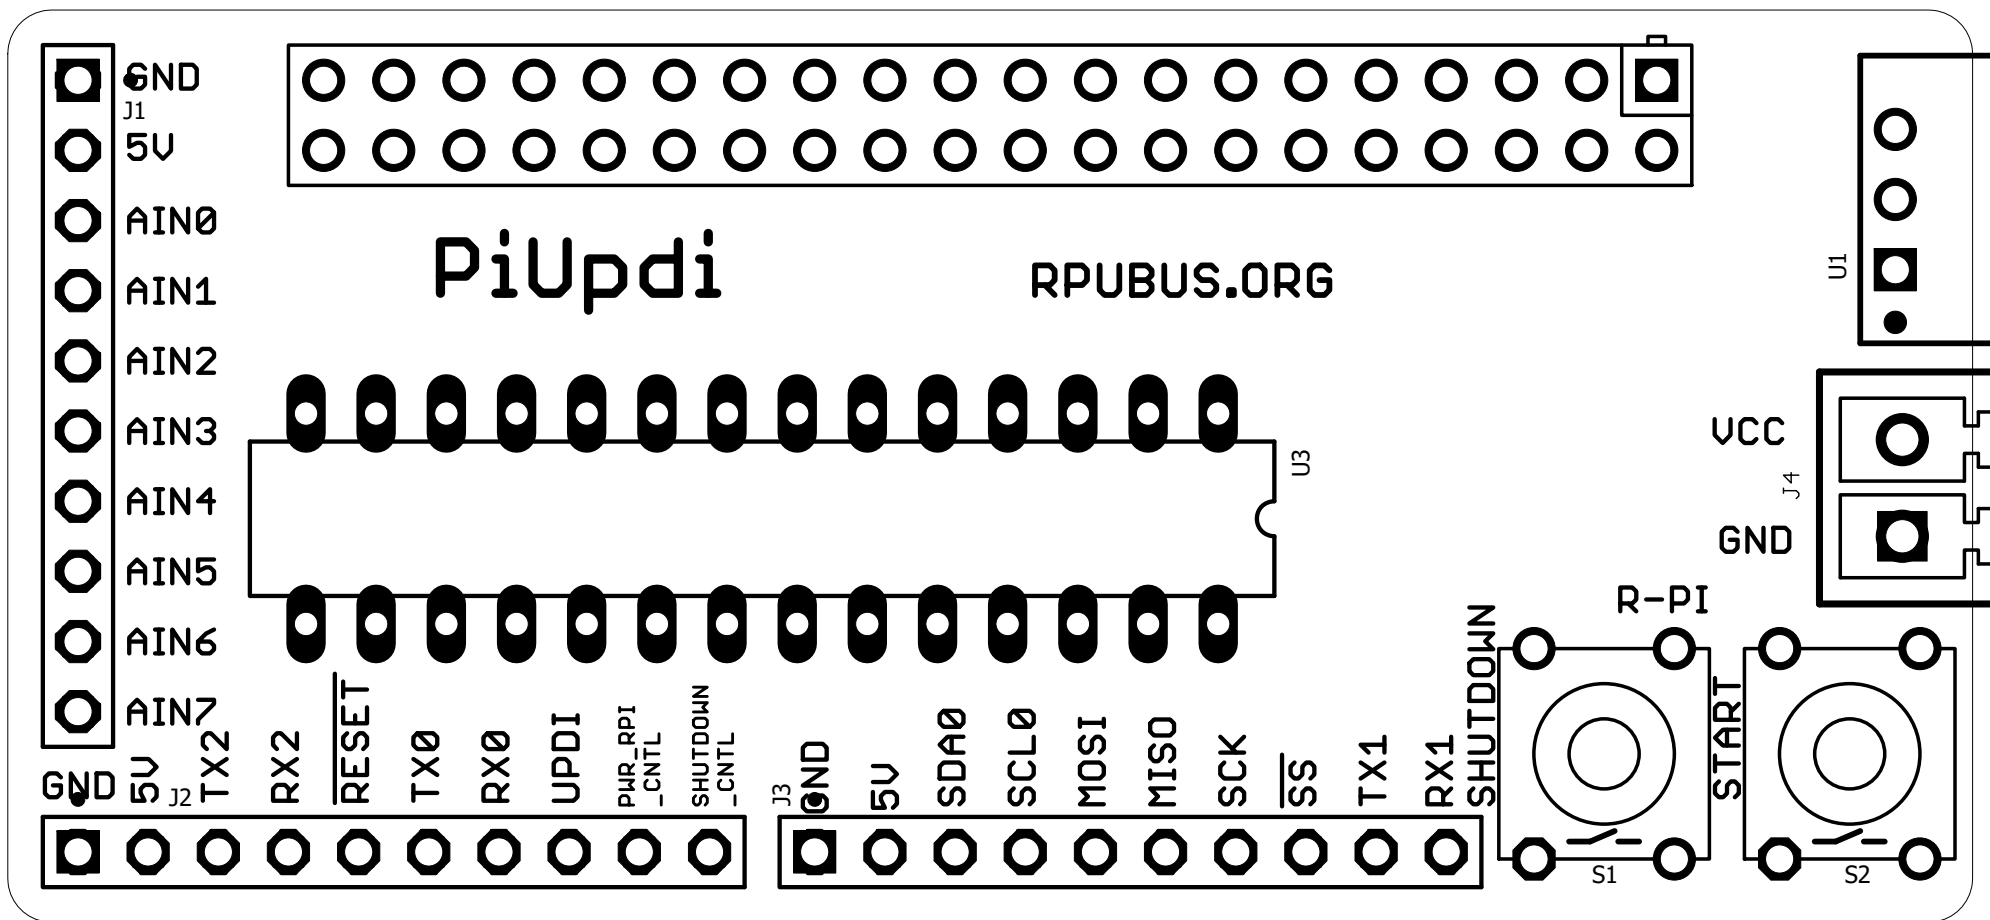 GND
J1
5V
AIN0
AIN1
AIN2
AIN3
AIN4
AIN5
AIN6
AIN7
PiUpdi
RPUBUS.ORG
U1
U3
VCC
J4
GND
R-PI
SHUTDOWN
START
GND
5V
J2
TX2
RX2
RESET
TX0
RX0
UPDI
PWR_RPI
_CNTL
SHUTDOWN
_CNTL
J3
GND
5V
SDA0
SCL0
MOSI
MISO
SCK
SS
TX1
RX1
S1
S2